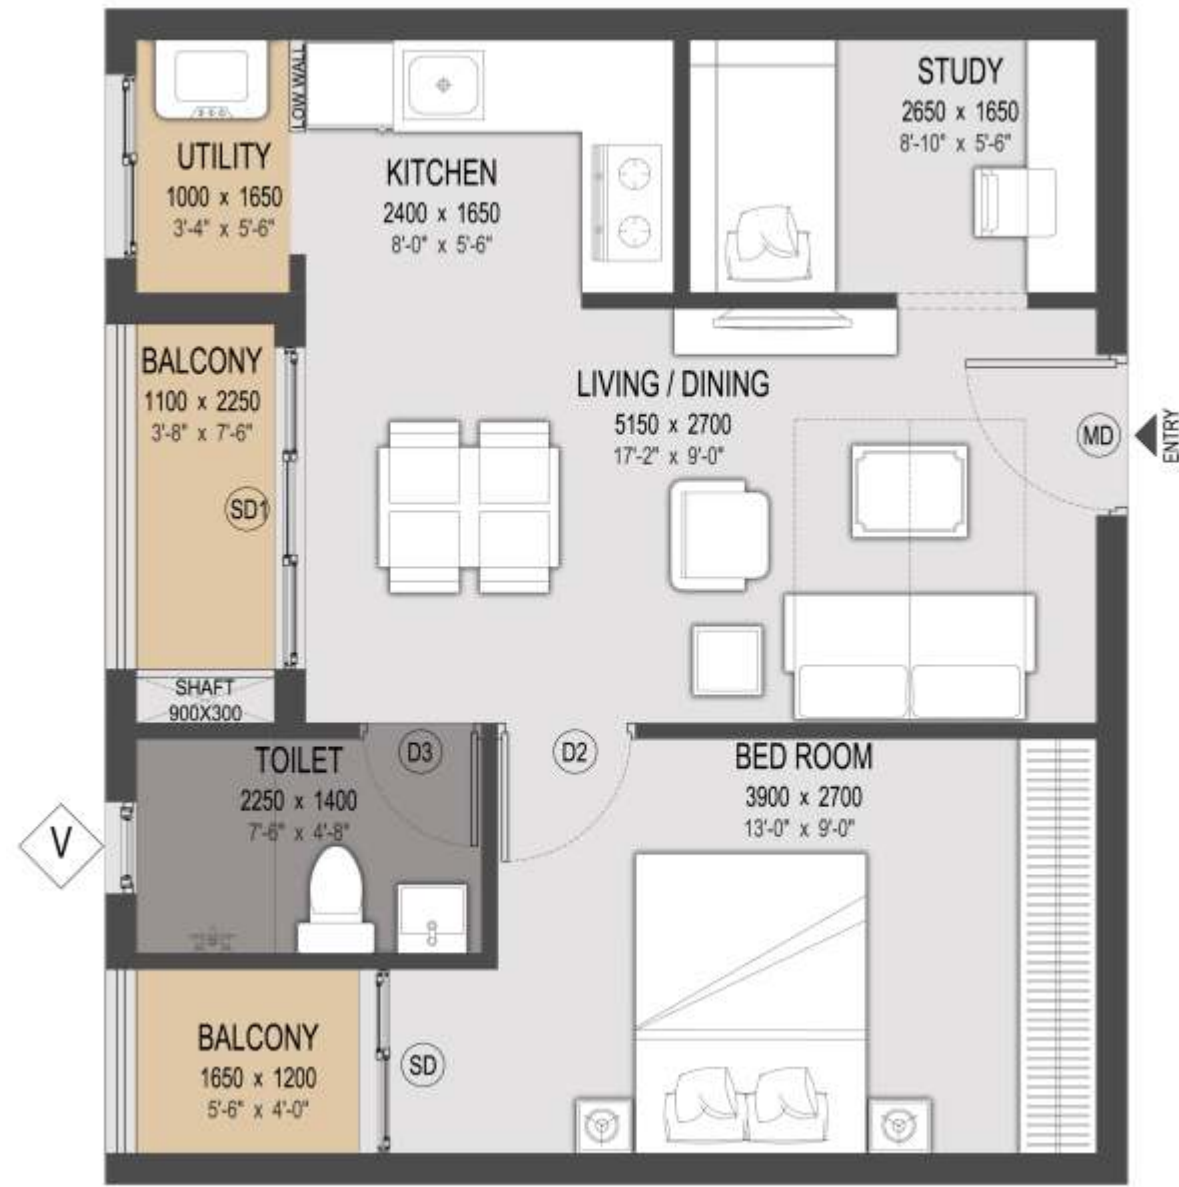 UTILITY
1000 x 1650
3'-4" x 5'-6"
LOW WALL
KITCHEN
2400 x 1650
8'-0" x 5'-6"
STUDY
2650 x 1650
8'-10" x 5'-6"
BALCONY
1100 x 2250
3'-8" x 7'-6"
SD1
LIVING / DINING
5150 x 2700
17'-2" x 9'-0"
MD
ENTRY
SHAFT
900X300
TOILET
2250 x 1400
7'-6" x 4'-8"
D3
D2
BED ROOM
3900 x 2700
13'-0" x 9'-0"
V
BALCONY
1650 x 1200
5'-6" x 4'-0"
SD